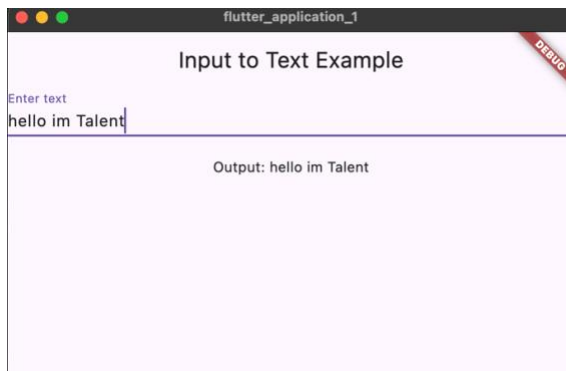 flutter_application_1
DEBUG
Input to Text Example
Enter text
hello im Talent
Output: hello im Talent